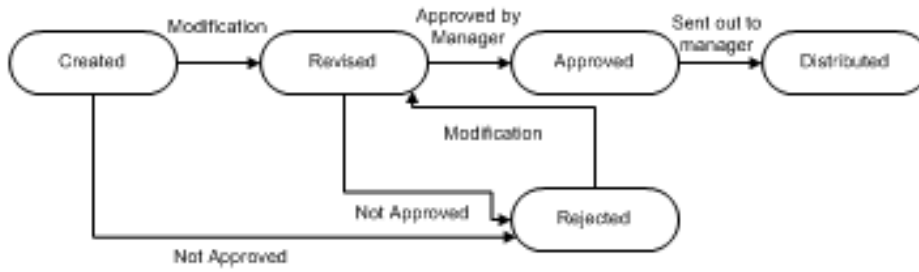 Modification
Approved by
Manager
Sent out to
manager
Created
Revised
Approved
Distributed
Modification
Not Approved
Rejected
Not Approved